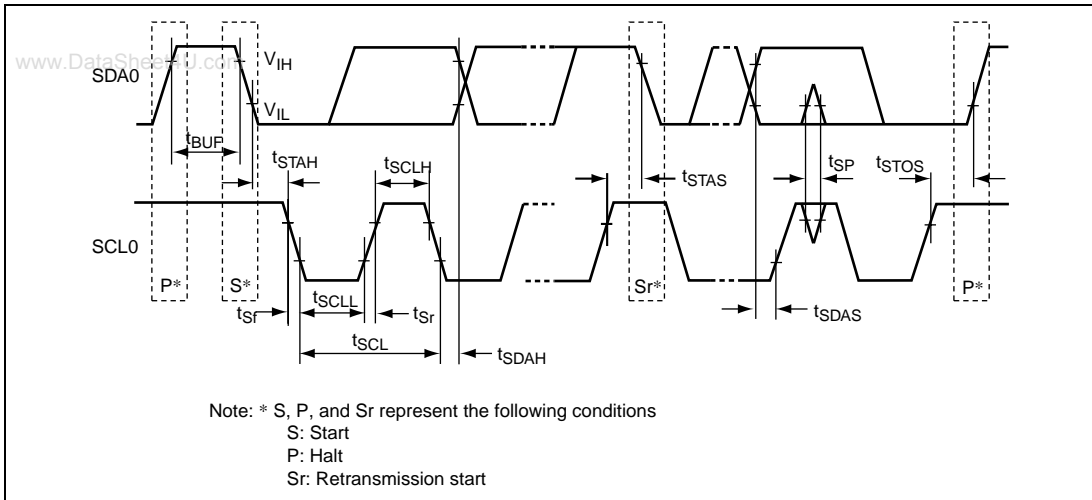 www.DataSheet4U.com
SDA0
VIH
VIL
tBUF
tSTAH
tSCLH
tSTAS
tSP
tSTOS
SCL0
P*
S*
Sr*
P*
tSf
tSCLL
tSr
tSCL
tSDAH
tSDAS
Note: * S, P, and Sr represent the following conditions
S: Start
P: Halt
Sr: Retransmission start